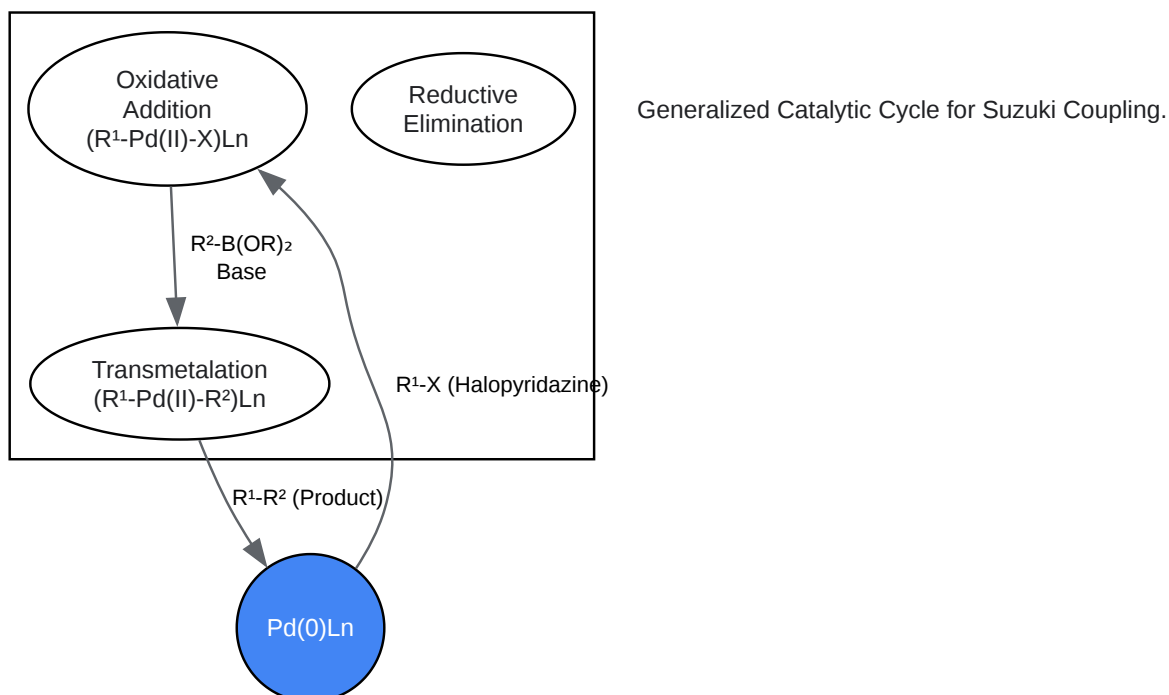 Oxidative
Addition
(R¹-Pd(II)-X)Ln
Reductive
Elimination
Generalized Catalytic Cycle for Suzuki Coupling.
R²-B(OR)₂
Base
Transmetalation
(R¹-Pd(II)-R²)Ln
R¹-X (Halopyridazine)
R¹-R² (Product)
Pd(0)Ln